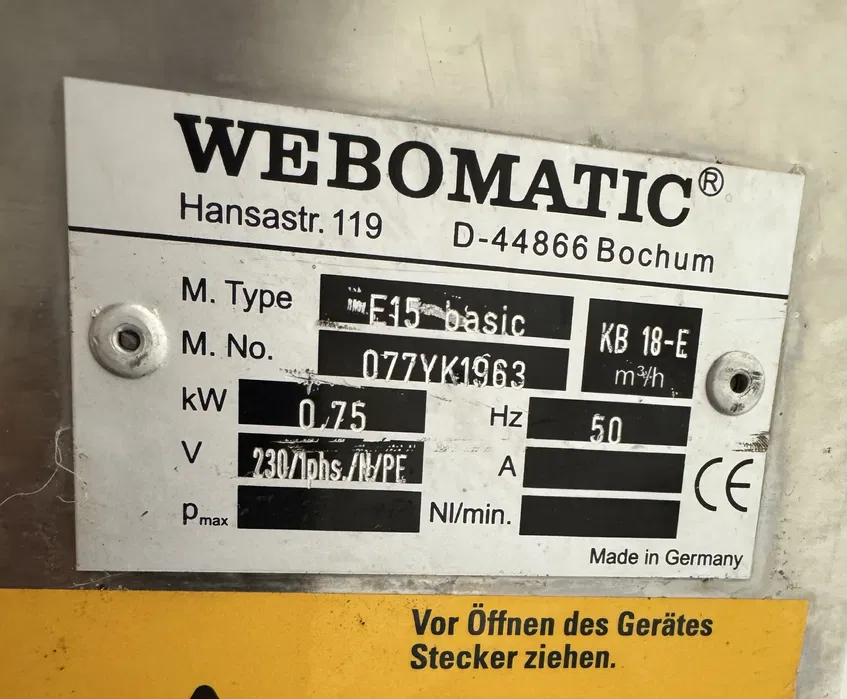 WEBOMATIC®
Hansastr. 119 D-44866 Bochum
M. Type E15 basic KB 18-E
M. No. 077YK1963 m³/h
kW 0,75 Hz 50
V 230/1phs./N/PE A
CE
pmax Nl/min.
Made in Germany
Vor Öffnen des Gerätes
Stecker ziehen.